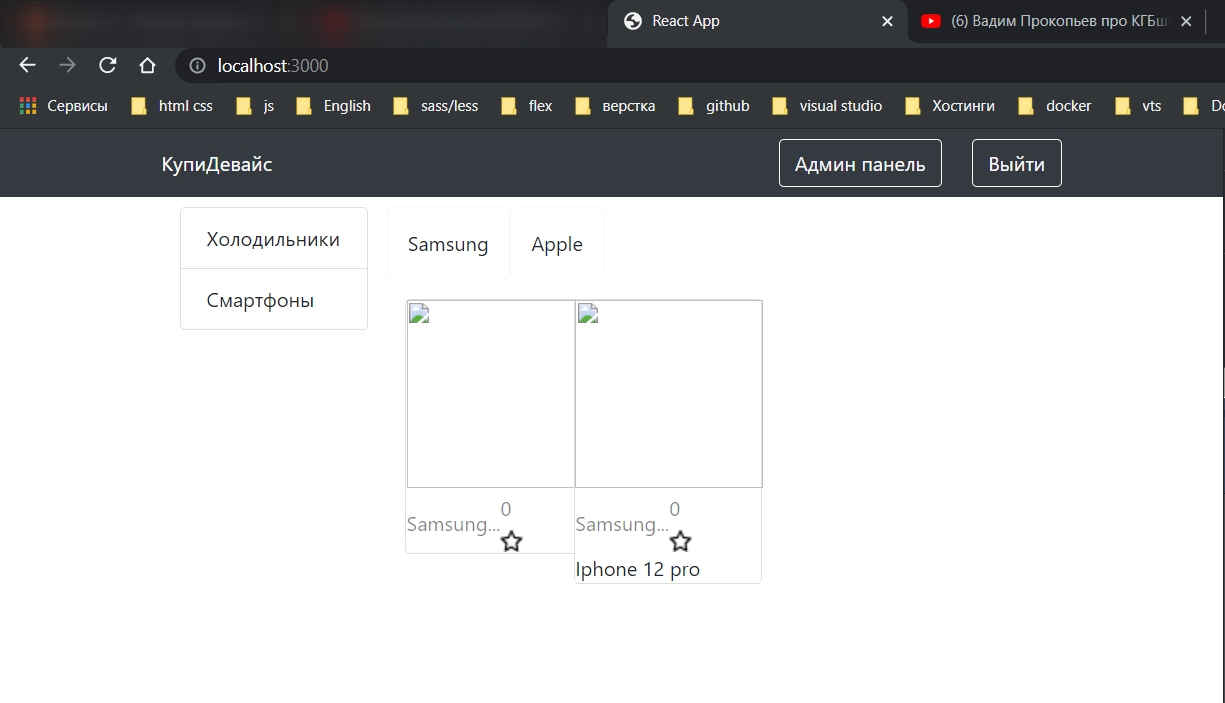 React App
(6) Вадим Прокопьев про КГБ
localhost:3000
Сервисы html css js English sass/less flex верстка github visual studio Хостинги docker vts
КупиДевайс Админ панель Выйти
Холодильники
Смартфоны
Samsung Apple
0 0
Samsung... Samsung...
Iphone 12 pro